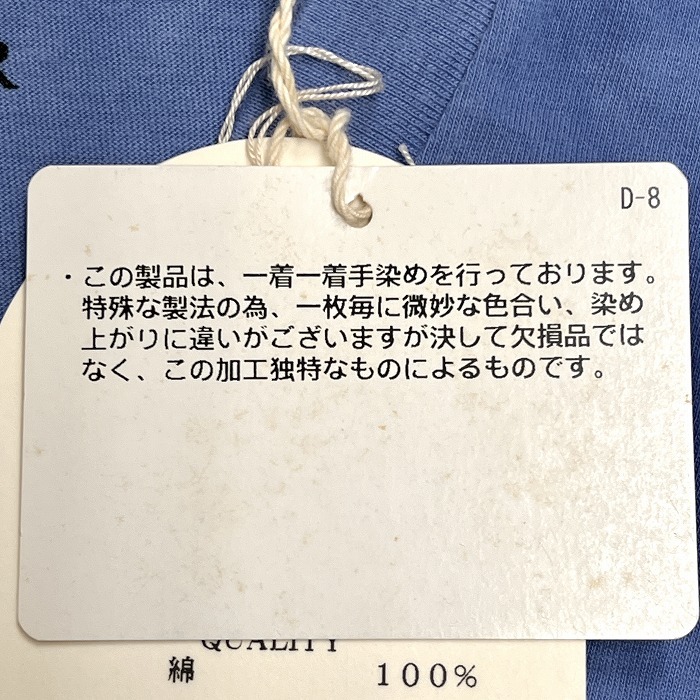 R
D-8
・この製品は、一着一着手染めを行っております。
特殊な製法の為、一枚毎に微妙な色合い、染め
上がりに違いがございますが決して欠損品では
なく、この加工独特なものによるものです。
QUALITY
綿 100%